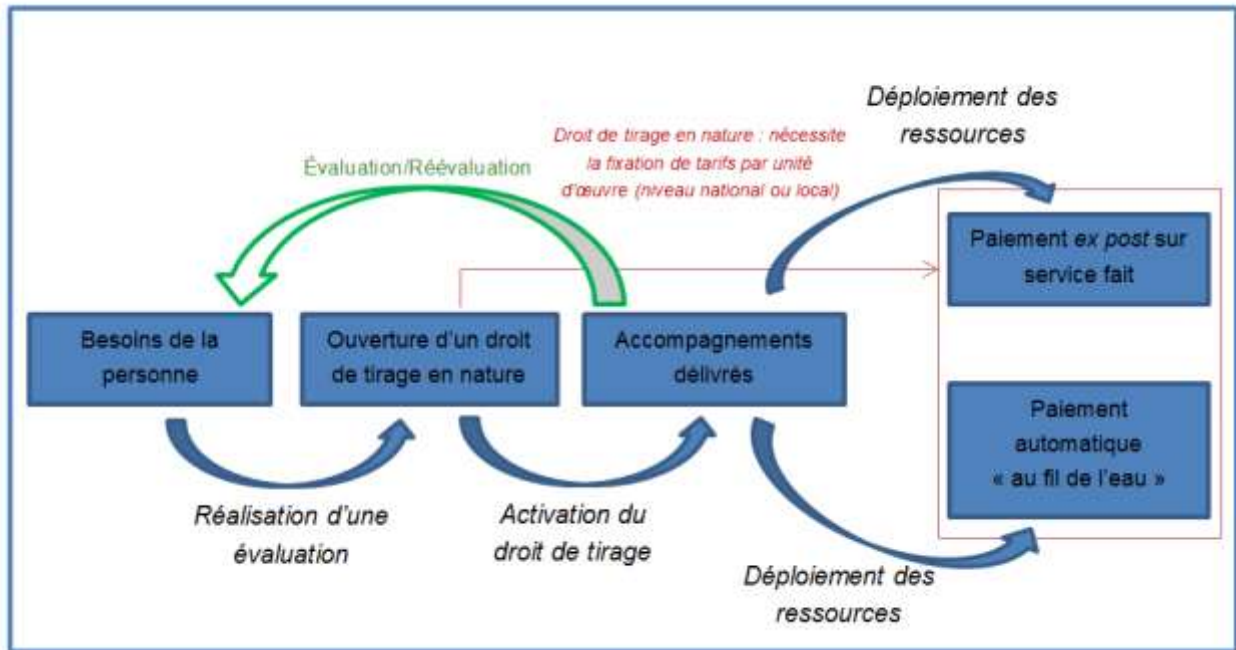 Déploiement des
ressources
Droit de tirage en nature : nécessite
la fixation de tarifs par unité
d'œuvre (niveau national ou local)
Évaluation/Réévaluation
Paiement ex post sur
service fait
Besoins de la
personne
Ouverture d'un droit
de tirage en nature
Accompagnements
délivrés
Paiement
automatique
« au fil de l'eau »
Réalisation d'une
évaluation
Activation du
droit de tirage
Déploiement des
ressources